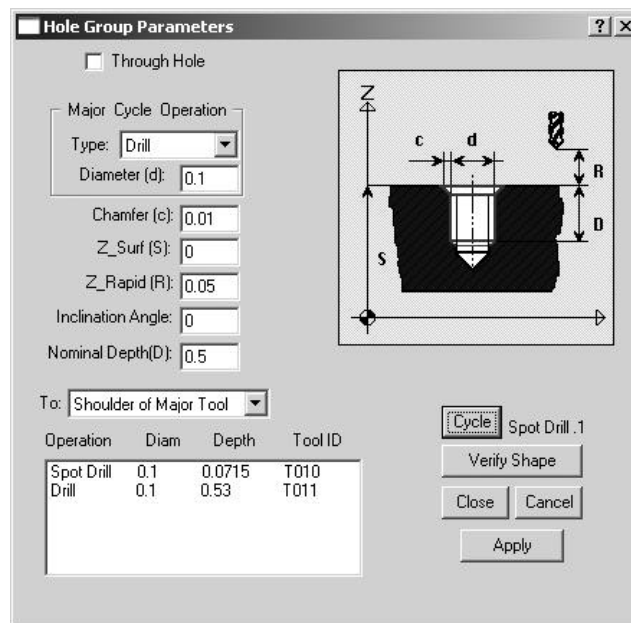 Hole Group Parameters
Through Hole
Major Cycle Operation
Type: Drill
Diameter (d): 0.1
Chamfer (c): 0.01
Z_Surf (S): 0
Z_Rapid (R): 0.05
Inclination Angle: 0
Nominal Depth(D): 0.5
Z
c d
R
D
S
To: Shoulder of Major Tool
Operation Diam Depth Tool ID
Spot Drill 0.1 0.0715 T010
Drill 0.1 0.53 T011
Cycle Spot Drill .1
Verify Shape
Close Cancel
Apply